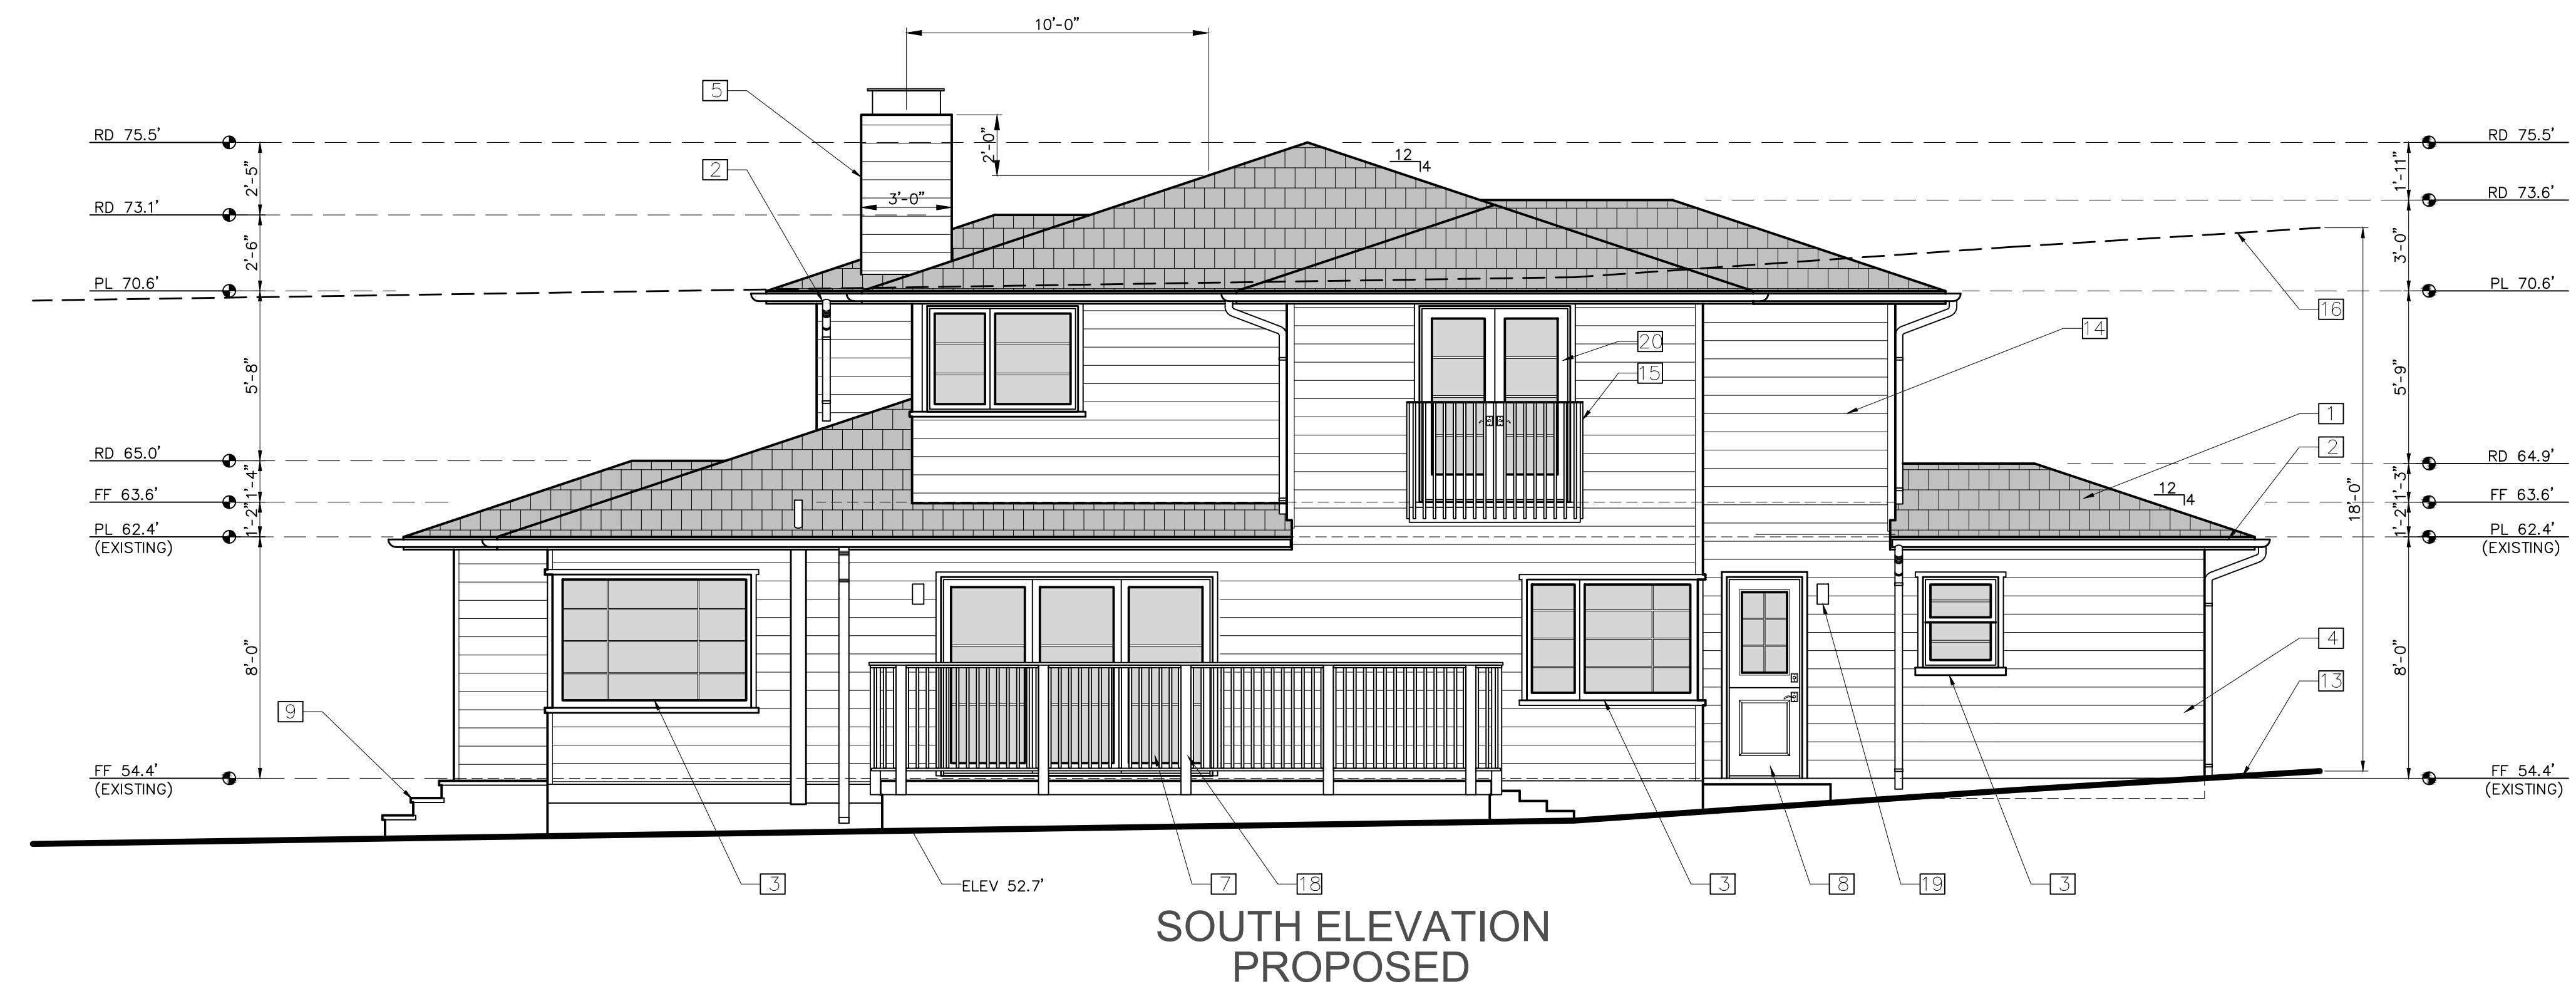 10'-0"
5
2
2'-0"
3'-0"
12
4
RD 75.5'
2'-5"
RD 73.1'
2'-6"
PL 70.6'
5'-8"
RD 65.0'
1'-4"
FF 63.6'
1'-2"
PL 62.4'
(EXISTING)
8'-0"
FF 54.4'
(EXISTING)
9
RD 75.5'
1'-11"
RD 73.6'
3'-0"
PL 70.6'
16
14
20
15
5'-9"
1
2
RD 64.9'
1'-3"
12
4
FF 63.6'
18'-0"
1'-2"
PL 62.4'
(EXISTING)
4
8'-0"
13
FF 54.4'
(EXISTING)
3
ELEV 52.7'
7
18
3
8
19
3
SOUTH ELEVATION
PROPOSED